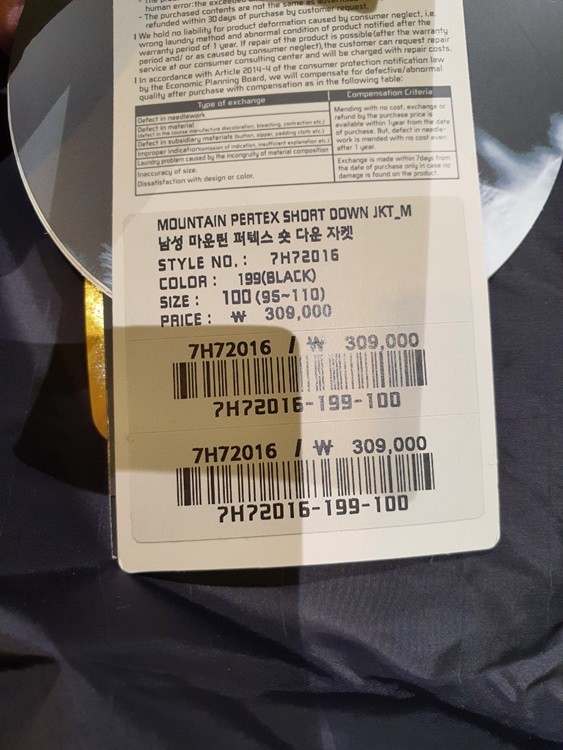 human error:the exceeded
- The purchased contents are not the same as
refunded within 30 days of purchase by customer request.
I We hold no liability for product deformation caused by consumer neglect, i.e.
wrong laundry method and abnormal condition of product notified after the
warranty period of 1 year. If repair of the product is possible(after the warranty
period and/ or as caused by consumer neglect),the customer can request repair
service at our consumer consulting center and will be charged with repair costs.
I In accordance with Article 2014-4 of the consumer protection notification law
by the Economic Planning Board, we will compensate for defective/abnormal
quality after purchase with compensation as in the following table:
Type of exchange
Compensation Criteria
Defect in needlework
Defect in material
(defect in the course manufacture discoloration, bleaching, contraction etc.)
Defect in subsidiary materials (button, zipper, padding cloth etc.)
Improper indication(omission of indication, insufficient explanation etc.)
Laundry problem caused by the incongruity of material composition
Mending with no cost, exchange or
refund by the purchase price is
available within 1year from the date
of purchase. But, defect in needle-
work is mended with no cost even
after 1 year.
Inaccuracy of size.
Dissatisfaction with design or color.
Exchange is made within 7days from
the date of purchase only in case no
damage is found on the product.
MOUNTAIN PERTEX SHORT DOWN JKT_M
남성 마운틴 퍼텍스 숏 다운 자켓
STYLE NO. : 7H72016
COLOR : 199(BLACK)
SIZE : 100 (95~110)
PRICE : ₩ 309,000
7H72016 / ₩ 309,000
7H72016-199-100
7H72016 / ₩ 309,000
7H72016-199-100